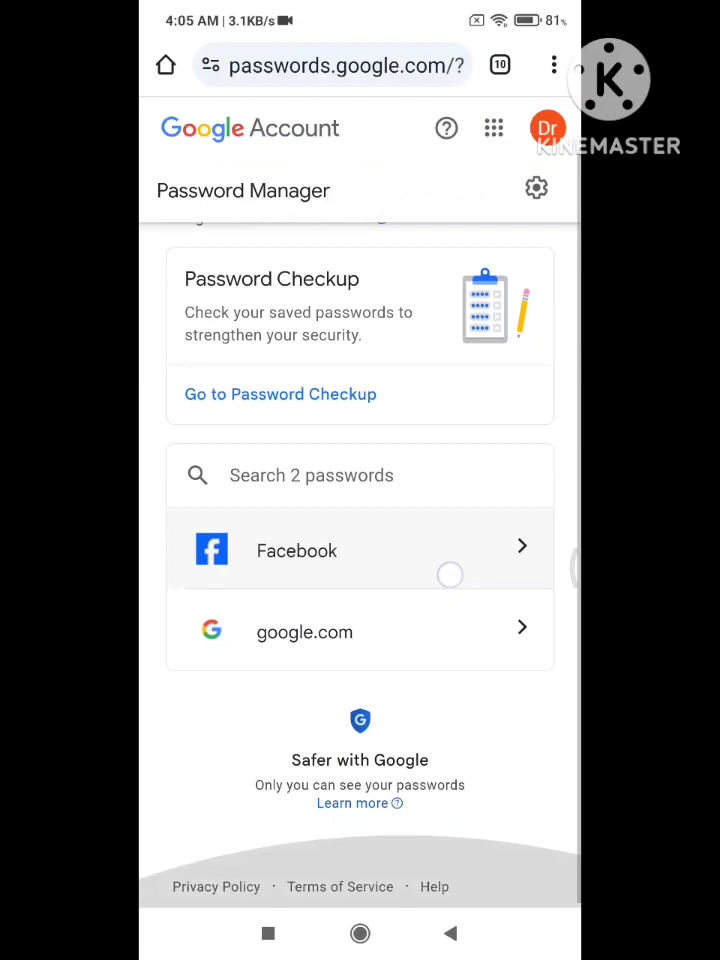 4:05 AM | 3.1KB/s
81%
passwords.google.com/?
10
K
KINEMASTER
Google Account
Dr
Password Manager
Password Checkup
Check your saved passwords to
strengthen your security.
Go to Password Checkup
Search 2 passwords
Facebook
google.com
Safer with Google
Only you can see your passwords
Learn more
Privacy Policy · Terms of Service · Help